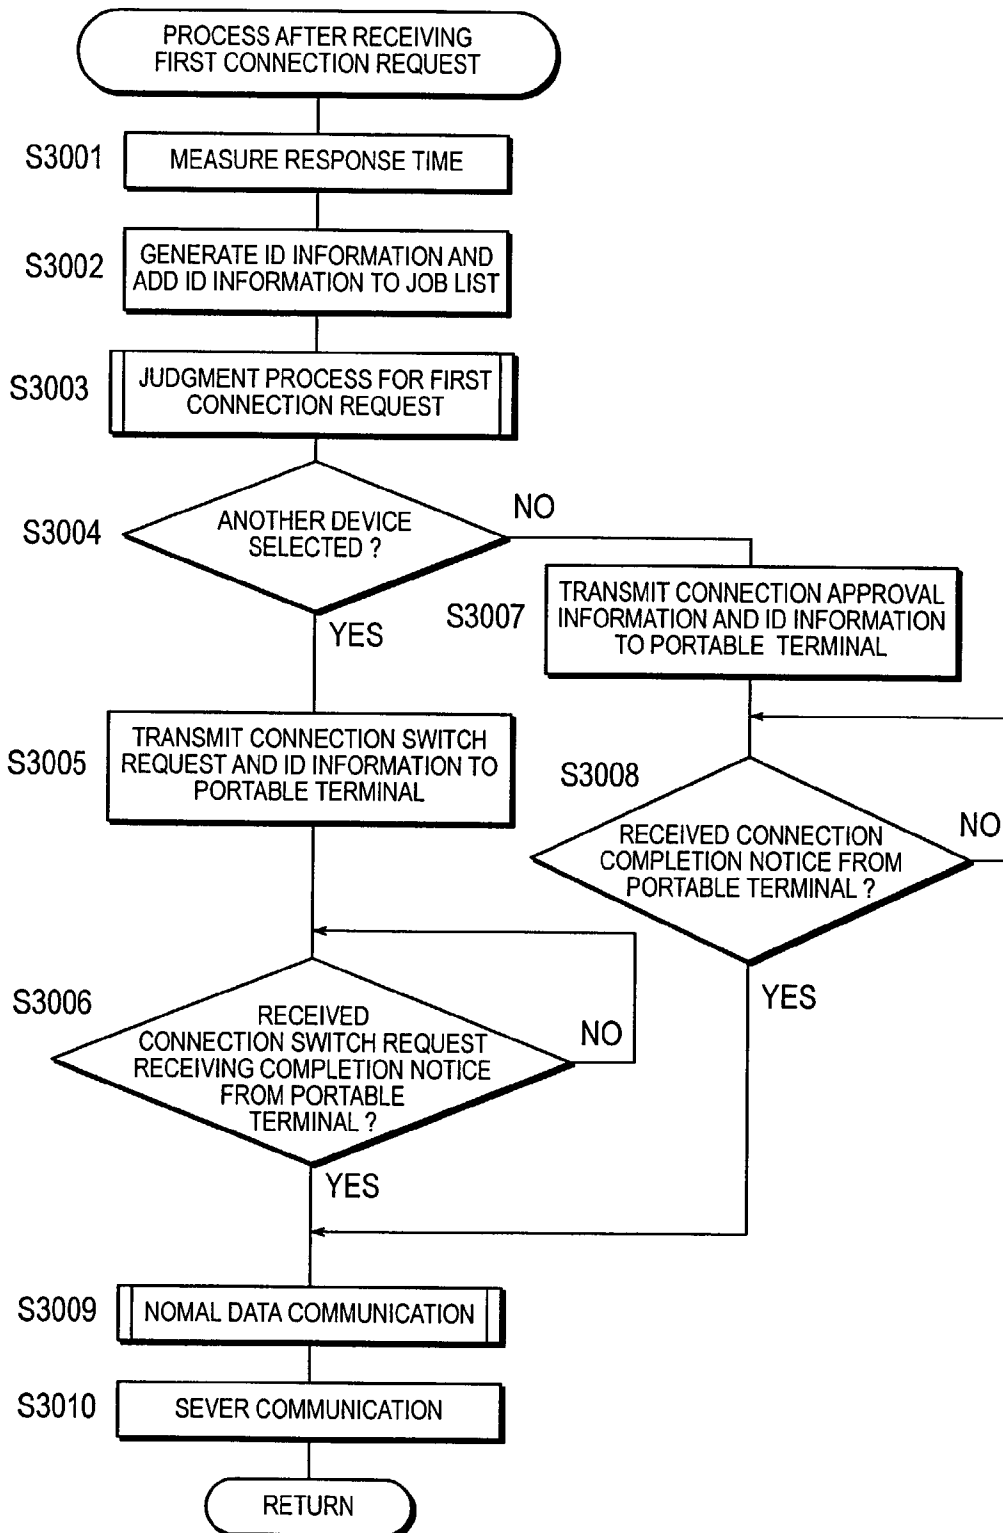 PROCESS AFTER RECEIVING
FIRST CONNECTION REQUEST
S3001
MEASURE RESPONSE TIME
S3002
GENERATE ID INFORMATION AND
ADD ID INFORMATION TO JOB LIST
S3003
JUDGMENT PROCESS FOR FIRST
CONNECTION REQUEST
S3004
ANOTHER DEVICE
SELECTED ?
NO
YES
S3007
TRANSMIT CONNECTION APPROVAL
INFORMATION AND ID INFORMATION
TO PORTABLE TERMINAL
S3005
TRANSMIT CONNECTION SWITCH
REQUEST AND ID INFORMATION TO
PORTABLE TERMINAL
S3008
RECEIVED CONNECTION
COMPLETION NOTICE FROM
PORTABLE TERMINAL ?
NO
YES
S3006
RECEIVED
CONNECTION SWITCH REQUEST
RECEIVING COMPLETION NOTICE
FROM PORTABLE
TERMINAL ?
NO
YES
S3009
NOMAL DATA COMMUNICATION
S3010
SEVER COMMUNICATION
RETURN